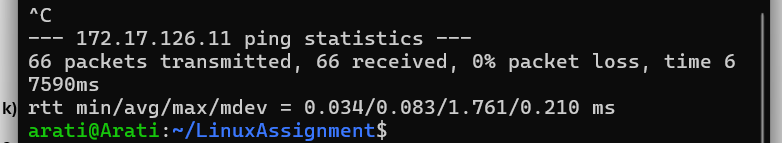 ^C
--- 172.17.126.11 ping statistics ---
66 packets transmitted, 66 received, 0% packet loss, time 6
7590ms
k) rtt min/avg/max/mdev = 0.034/0.083/1.761/0.210 ms
arati@Arati:~/LinuxAssignment$